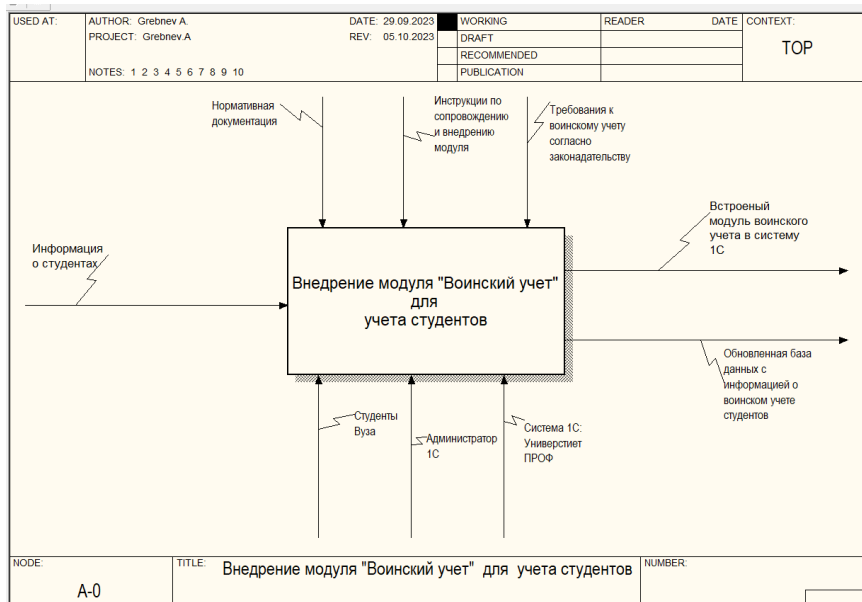 USED AT:
AUTHOR: Grebnev A.
DATE: 29.09.2023
WORKING
READER
DATE
CONTEXT:
PROJECT: Grebnev.A
REV: 05.10.2023
DRAFT
TOP
RECOMMENDED
NOTES: 1 2 3 4 5 6 7 8 9 10
PUBLICATION
Нормативная
документация
Инструкции по
сопровождению
и внедрению
модуля
Требования к
воинскому учету
согласно
законадательству
Информация
о студентах
Встроеный
модуль воинского
учета в систему
1С
Внедрение модуля "Воинский учет"
для
учета студентов
Обновленная база
данных с
информацией о
воинском учете
студентов
Студенты
Вуза
Администратор
1С
Система 1С:
Универстиет
ПРОФ
NODE:
A-0
TITLE:
Внедрение модуля "Воинский учет" для учета студентов
NUMBER: